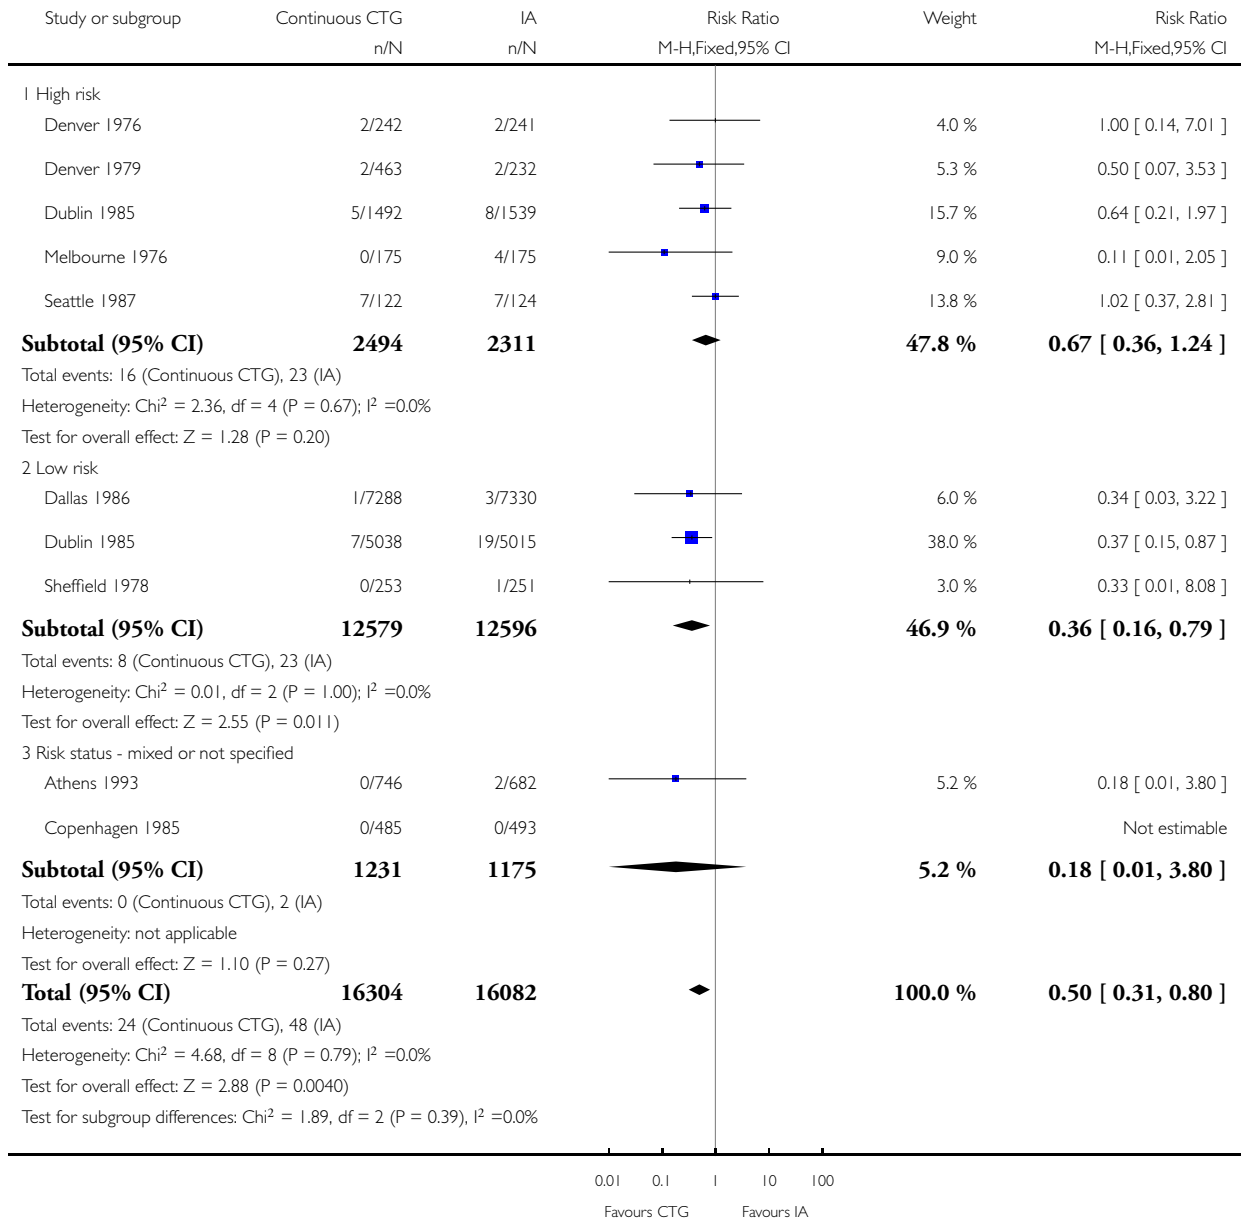 Study or subgroup Continuous CTG IA Risk Ratio Weight Risk Ratio
n/N n/N M-H,Fixed,95% CI M-H,Fixed,95% CI
1 High risk
Denver 1976 2/242 2/241 4.0 % 1.00 [ 0.14, 7.01 ]
Denver 1979 2/463 2/232 5.3 % 0.50 [ 0.07, 3.53 ]
Dublin 1985 5/1492 8/1539 15.7 % 0.64 [ 0.21, 1.97 ]
Melbourne 1976 0/175 4/175 9.0 % 0.11 [ 0.01, 2.05 ]
Seattle 1987 7/122 7/124 13.8 % 1.02 [ 0.37, 2.81 ]
Subtotal (95% CI) 2494 2311 47.8 % 0.67 [ 0.36, 1.24 ]
Total events: 16 (Continuous CTG), 23 (IA)
Heterogeneity: Chi² = 2.36, df = 4 (P = 0.67); I² =0.0%
Test for overall effect: Z = 1.28 (P = 0.20)
2 Low risk
Dallas 1986 1/7288 3/7330 6.0 % 0.34 [ 0.03, 3.22 ]
Dublin 1985 7/5038 19/5015 38.0 % 0.37 [ 0.15, 0.87 ]
Sheffield 1978 0/253 1/251 3.0 % 0.33 [ 0.01, 8.08 ]
Subtotal (95% CI) 12579 12596 46.9 % 0.36 [ 0.16, 0.79 ]
Total events: 8 (Continuous CTG), 23 (IA)
Heterogeneity: Chi² = 0.01, df = 2 (P = 1.00); I² =0.0%
Test for overall effect: Z = 2.55 (P = 0.011)
3 Risk status - mixed or not specified
Athens 1993 0/746 2/682 5.2 % 0.18 [ 0.01, 3.80 ]
Copenhagen 1985 0/485 0/493 Not estimable
Subtotal (95% CI) 1231 1175 5.2 % 0.18 [ 0.01, 3.80 ]
Total events: 0 (Continuous CTG), 2 (IA)
Heterogeneity: not applicable
Test for overall effect: Z = 1.10 (P = 0.27)
Total (95% CI) 16304 16082 100.0 % 0.50 [ 0.31, 0.80 ]
Total events: 24 (Continuous CTG), 48 (IA)
Heterogeneity: Chi² = 4.68, df = 8 (P = 0.79); I² =0.0%
Test for overall effect: Z = 2.88 (P = 0.0040)
Test for subgroup differences: Chi² = 1.89, df = 2 (P = 0.39), I² =0.0%
0.01 0.1 1 10 100
Favours CTG Favours IA